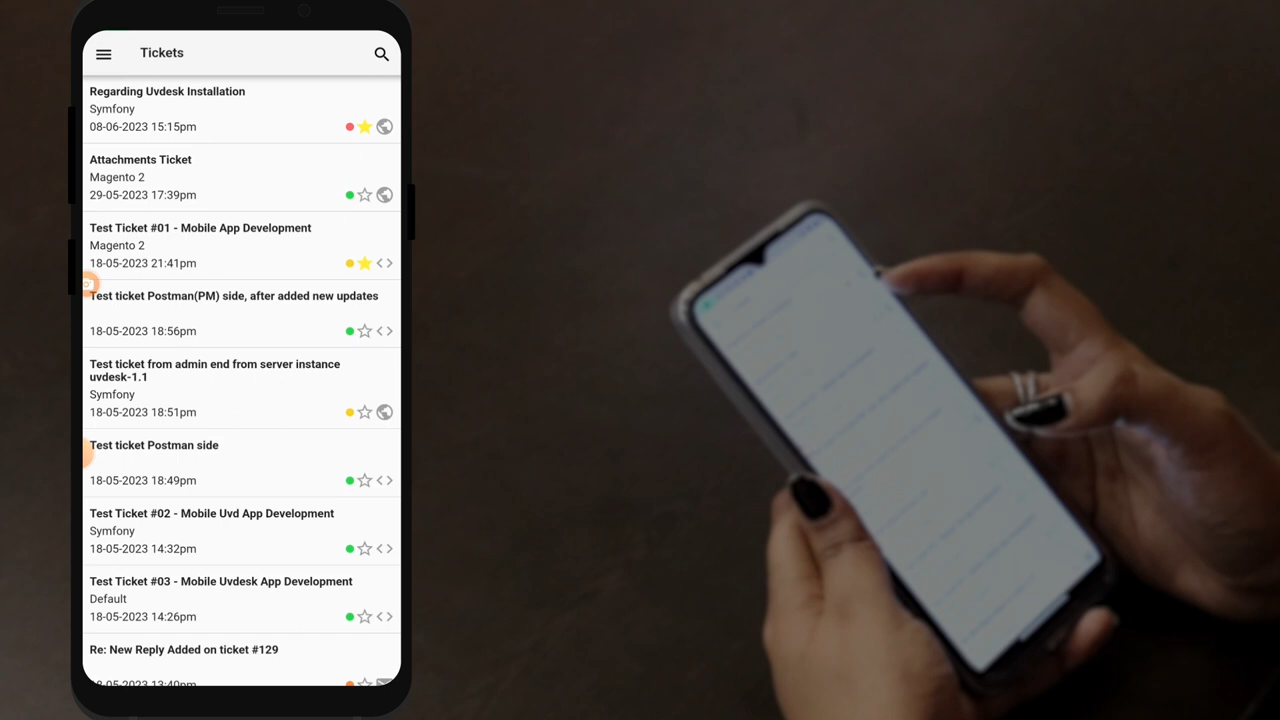 Tickets
Regarding Uvdesk Installation
Symfony
08-06-2023 15:15pm
Attachments Ticket
Magento 2
29-05-2023 17:39pm
Test Ticket #01 - Mobile App Development
Magento 2
18-05-2023 21:41pm
Test ticket Postman(PM) side, after added new updates
18-05-2023 18:56pm
Test ticket from admin end from server instance
uvdesk-1.1
Symfony
18-05-2023 18:51pm
Test ticket Postman side
18-05-2023 18:49pm
Test Ticket #02 - Mobile Uvd App Development
Symfony
18-05-2023 14:32pm
Test Ticket #03 - Mobile Uvdesk App Development
Default
18-05-2023 14:26pm
Re: New Reply Added on ticket #129
18-05-2023 13:40pm